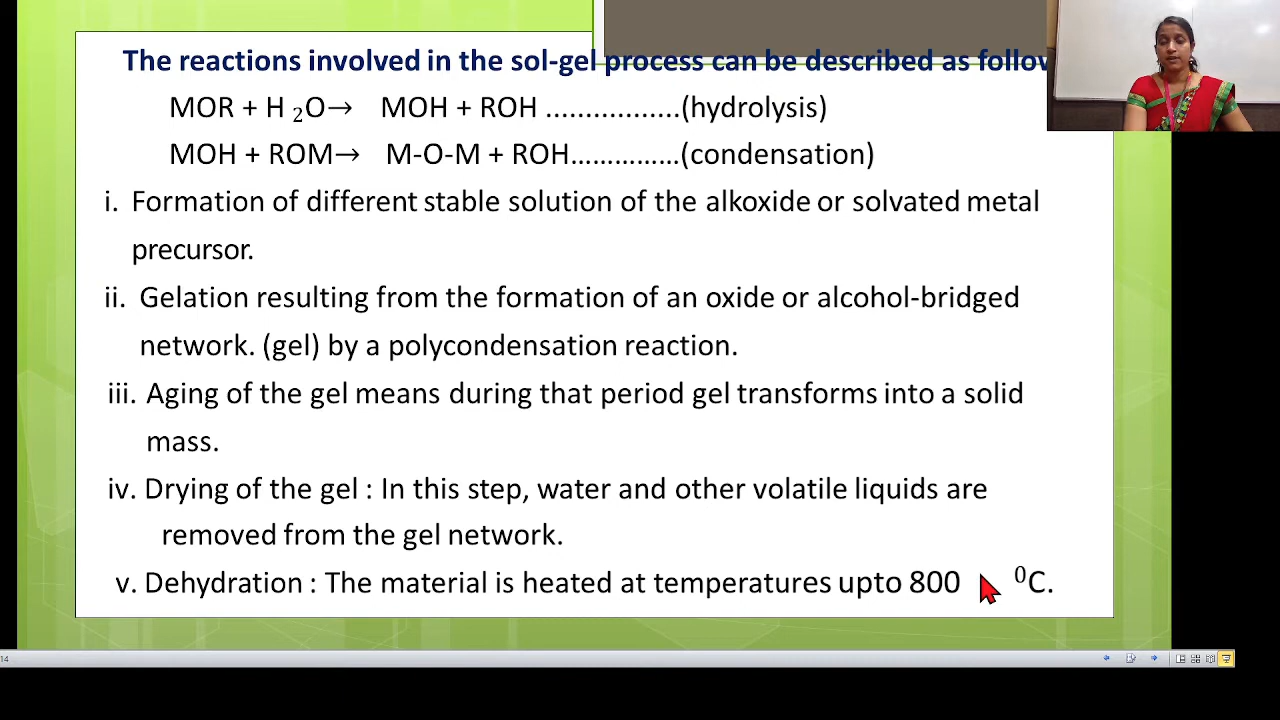 The reactions involved in the sol-gel process can be described as follow
MOR + H ₂O→ MOH + ROH .................(hydrolysis)
MOH + ROM→ M-O-M + ROH……………(condensation)
i. Formation of different stable solution of the alkoxide or solvated metal
precursor.
ii. Gelation resulting from the formation of an oxide or alcohol-bridged
network. (gel) by a polycondensation reaction.
iii. Aging of the gel means during that period gel transforms into a solid
mass.
iv. Drying of the gel : In this step, water and other volatile liquids are
removed from the gel network.
v. Dehydration : The material is heated at temperatures upto 800 ⁰C.
14